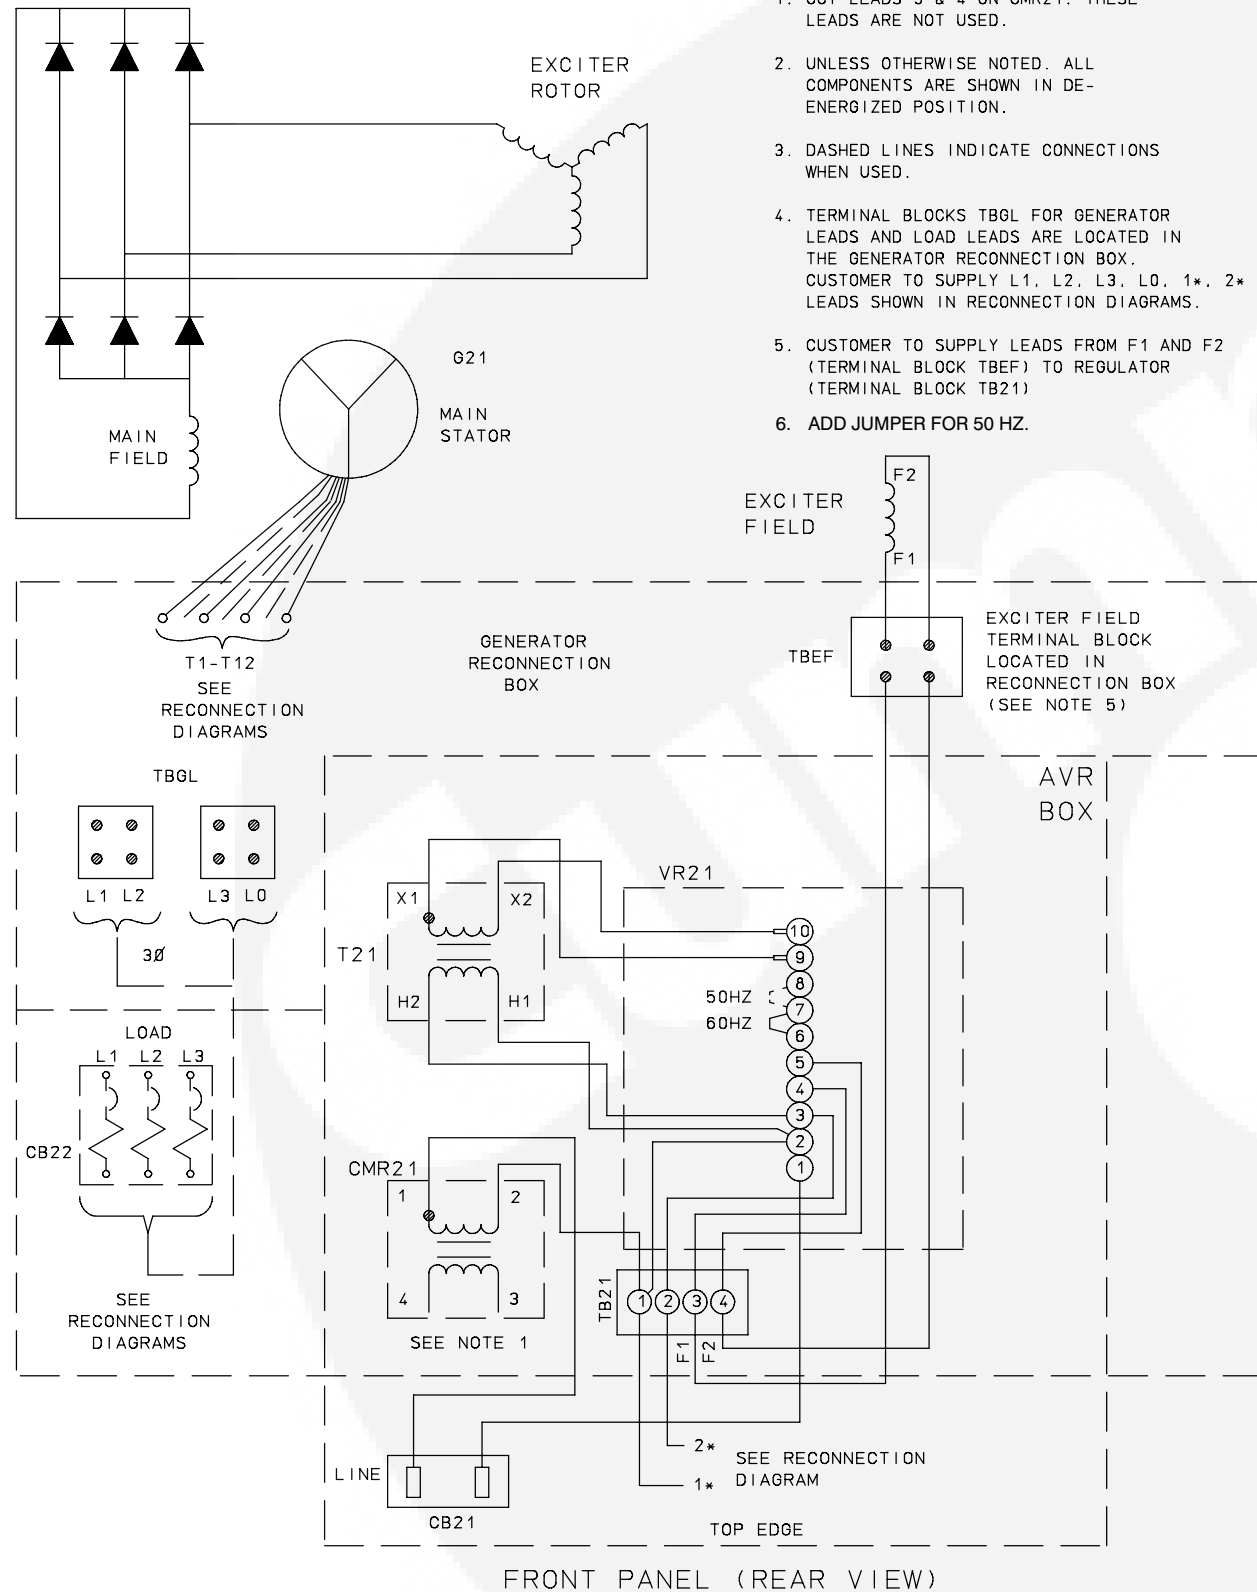 1. CUT LEADS 3 & 4 ON CMR21. THESE
LEADS ARE NOT USED.
2. UNLESS OTHERWISE NOTED. ALL
COMPONENTS ARE SHOWN IN DE-
ENERGIZED POSITION.
3. DASHED LINES INDICATE CONNECTIONS
WHEN USED.
4. TERMINAL BLOCKS TBGL FOR GENERATOR
LEADS AND LOAD LEADS ARE LOCATED IN
THE GENERATOR RECONNECTION BOX.
CUSTOMER TO SUPPLY L1, L2, L3, L0, 1*, 2*
LEADS SHOWN IN RECONNECTION DIAGRAMS.
5. CUSTOMER TO SUPPLY LEADS FROM F1 AND F2
(TERMINAL BLOCK TBEF) TO REGULATOR
(TERMINAL BLOCK TB21)
6. ADD JUMPER FOR 50 HZ.
EXCITER
ROTOR
G21
MAIN
STATOR
MAIN
FIELD
EXCITER
FIELD
F2
F1
T1-T12
SEE
RECONNECTION
DIAGRAMS
GENERATOR
RECONNECTION
BOX
TBEF
EXCITER FIELD
TERMINAL BLOCK
LOCATED IN
RECONNECTION BOX
(SEE NOTE 5)
TBGL
L1 L2
L3 L0
3Ø
AVR
BOX
VR21
X1
X2
T21
H2
H1
10
9
8
7
6
5
4
3
2
1
50HZ
60HZ
LOAD
L1 L2 L3
CB22
SEE
RECONNECTION
DIAGRAMS
CMR21
1
2
4
3
SEE NOTE 1
TB21
1 2 3 4
F1
F2
2*
1*
SEE RECONNECTION
DIAGRAM
LINE
CB21
TOP EDGE
FRONT PANEL (REAR VIEW)